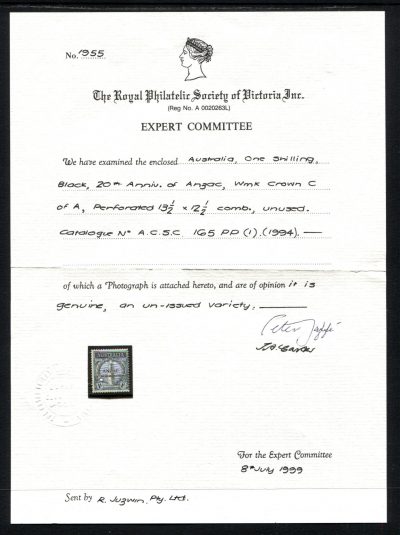 No. 1955
The Royal Philatelic Society of Victoria Inc.
(Reg No. A 0020263L)
EXPERT COMMITTEE
We have examined the enclosed Australia, One Shilling,
Black, 20th Anniv. of Anzac, Wmk Crown C
of A, Perforated 13½ x 12½ comb., unused.
Catalogue No A.C.S.C. 165 PP (1). (1994). —
of which a Photograph is attached hereto, and are of opinion it is
genuine, an un-issued variety. —
Peter
AUSTRALIA
For the Expert Committee
8th July 1999
Sent by R. Juzwin, Pty. Ltd.